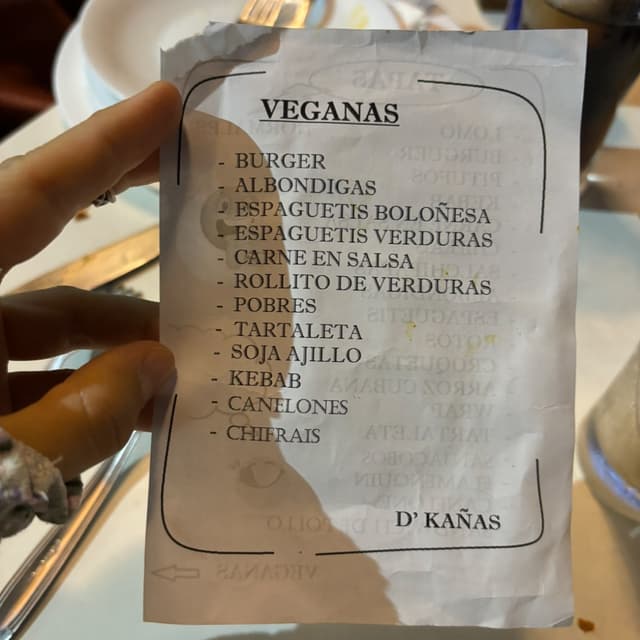 VEGANAS
- BURGER
- ALBONDIGAS
- ESPAGUETIS BOLOÑESA
ESPAGUETIS VERDURAS
- CARNE EN SALSA
- ROLLITO DE VERDURAS
- POBRES
- TARTALETA
- SOJA AJILLO
- KEBAB
- CANELONES
- CHIFRAIS
D' KAÑAS